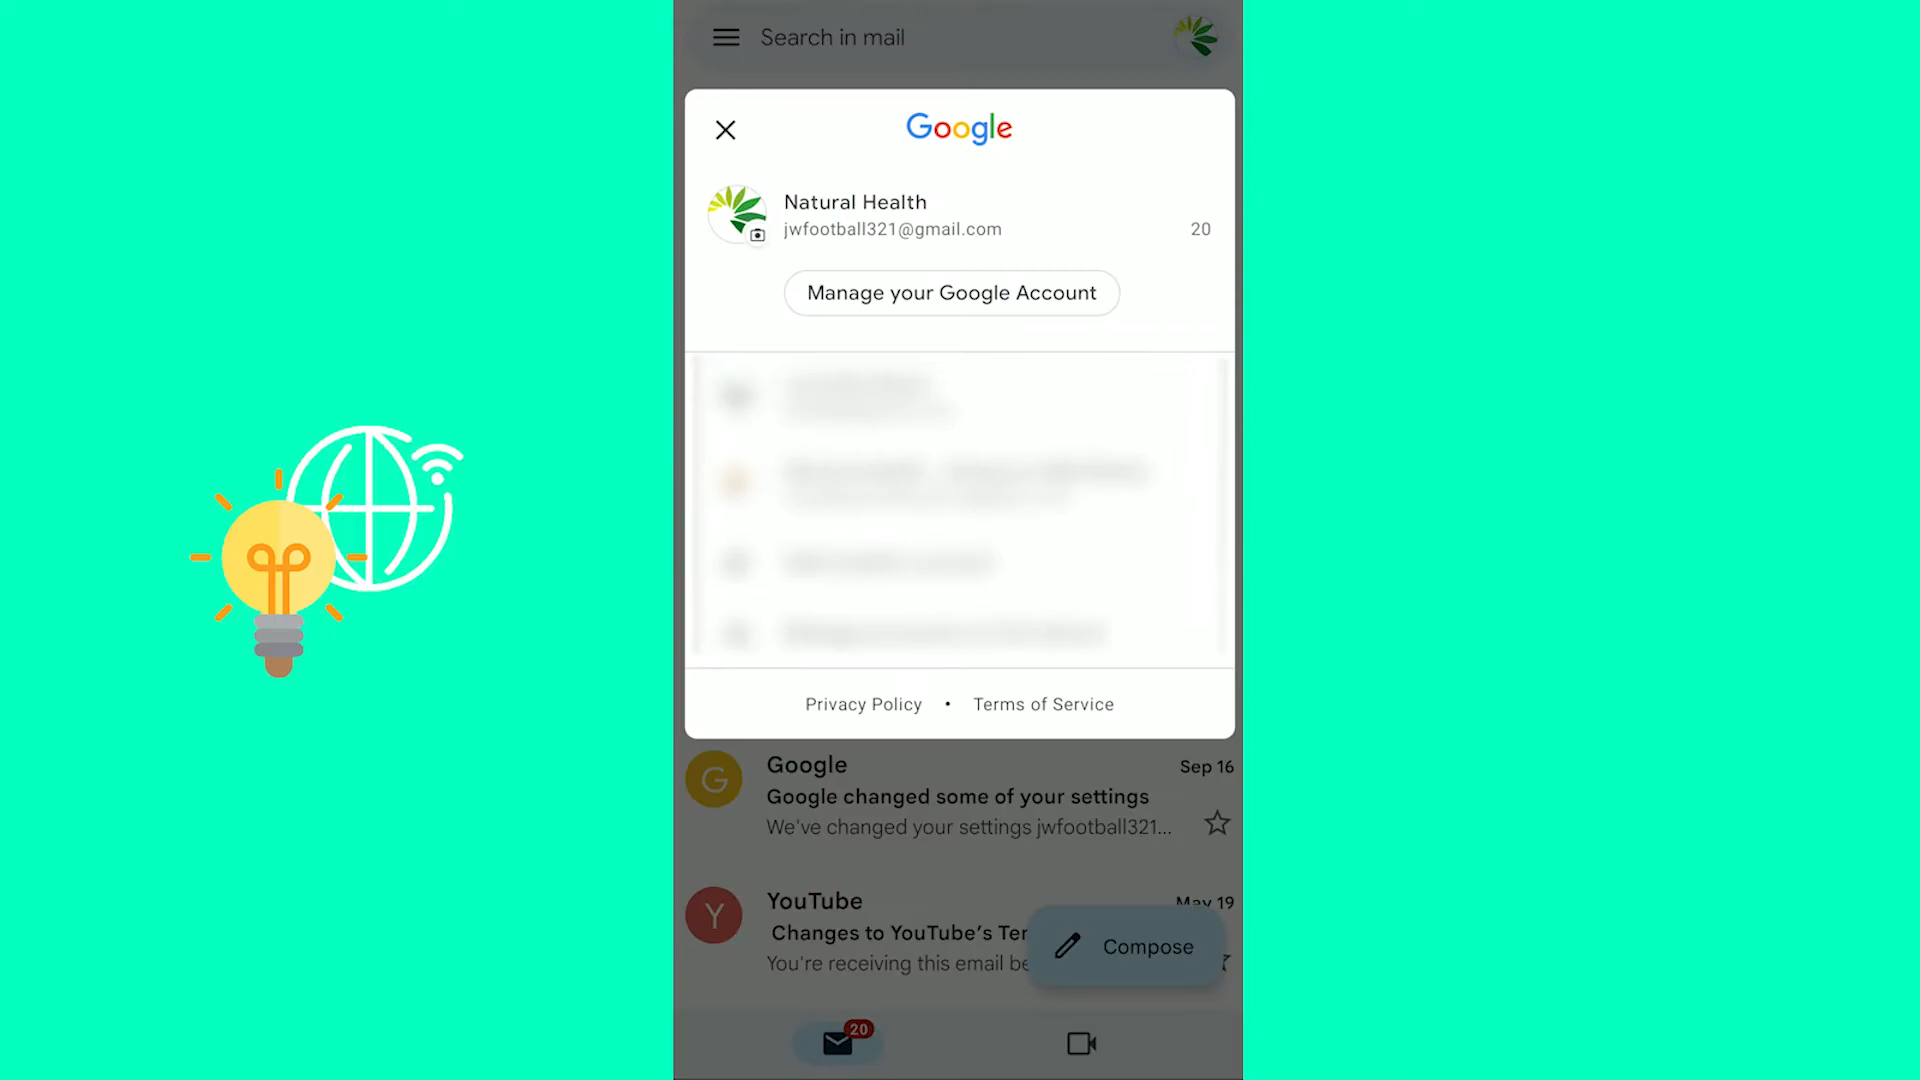 Search in mail
Google
Natural Health
jwfootball321@gmail.com
20
Manage your Google Account
Privacy Policy • Terms of Service
G
Google
Sep 16
Google changed some of your settings
We've changed your settings jwfootball321...
Y
YouTube
May 19
Changes to YouTube's Ter
You're receiving this email be
Compose
20